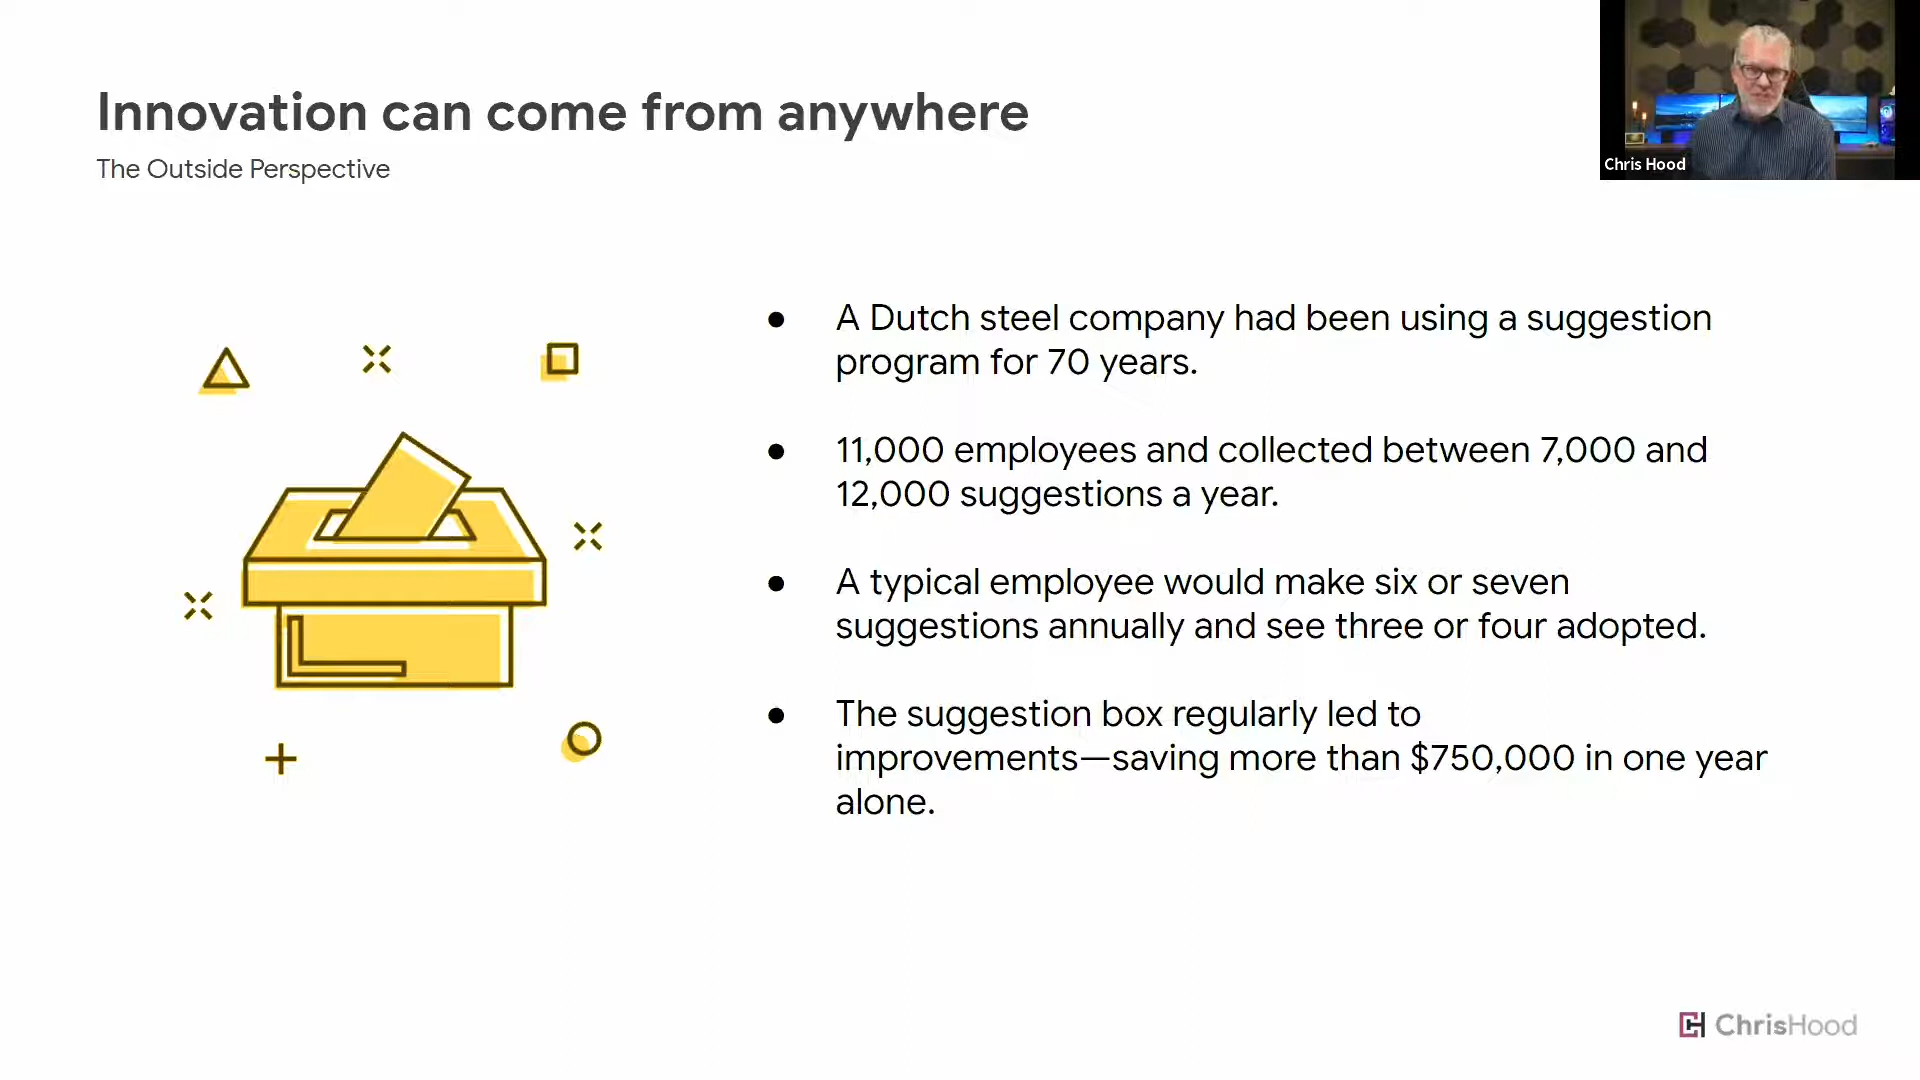 Innovation can come from anywhere
The Outside Perspective
Chris Hood
● A Dutch steel company had been using a suggestion
program for 70 years.
● 11,000 employees and collected between 7,000 and
12,000 suggestions a year.
● A typical employee would make six or seven
suggestions annually and see three or four adopted.
● The suggestion box regularly led to
improvements—saving more than $750,000 in one year
alone.
ChrisHood